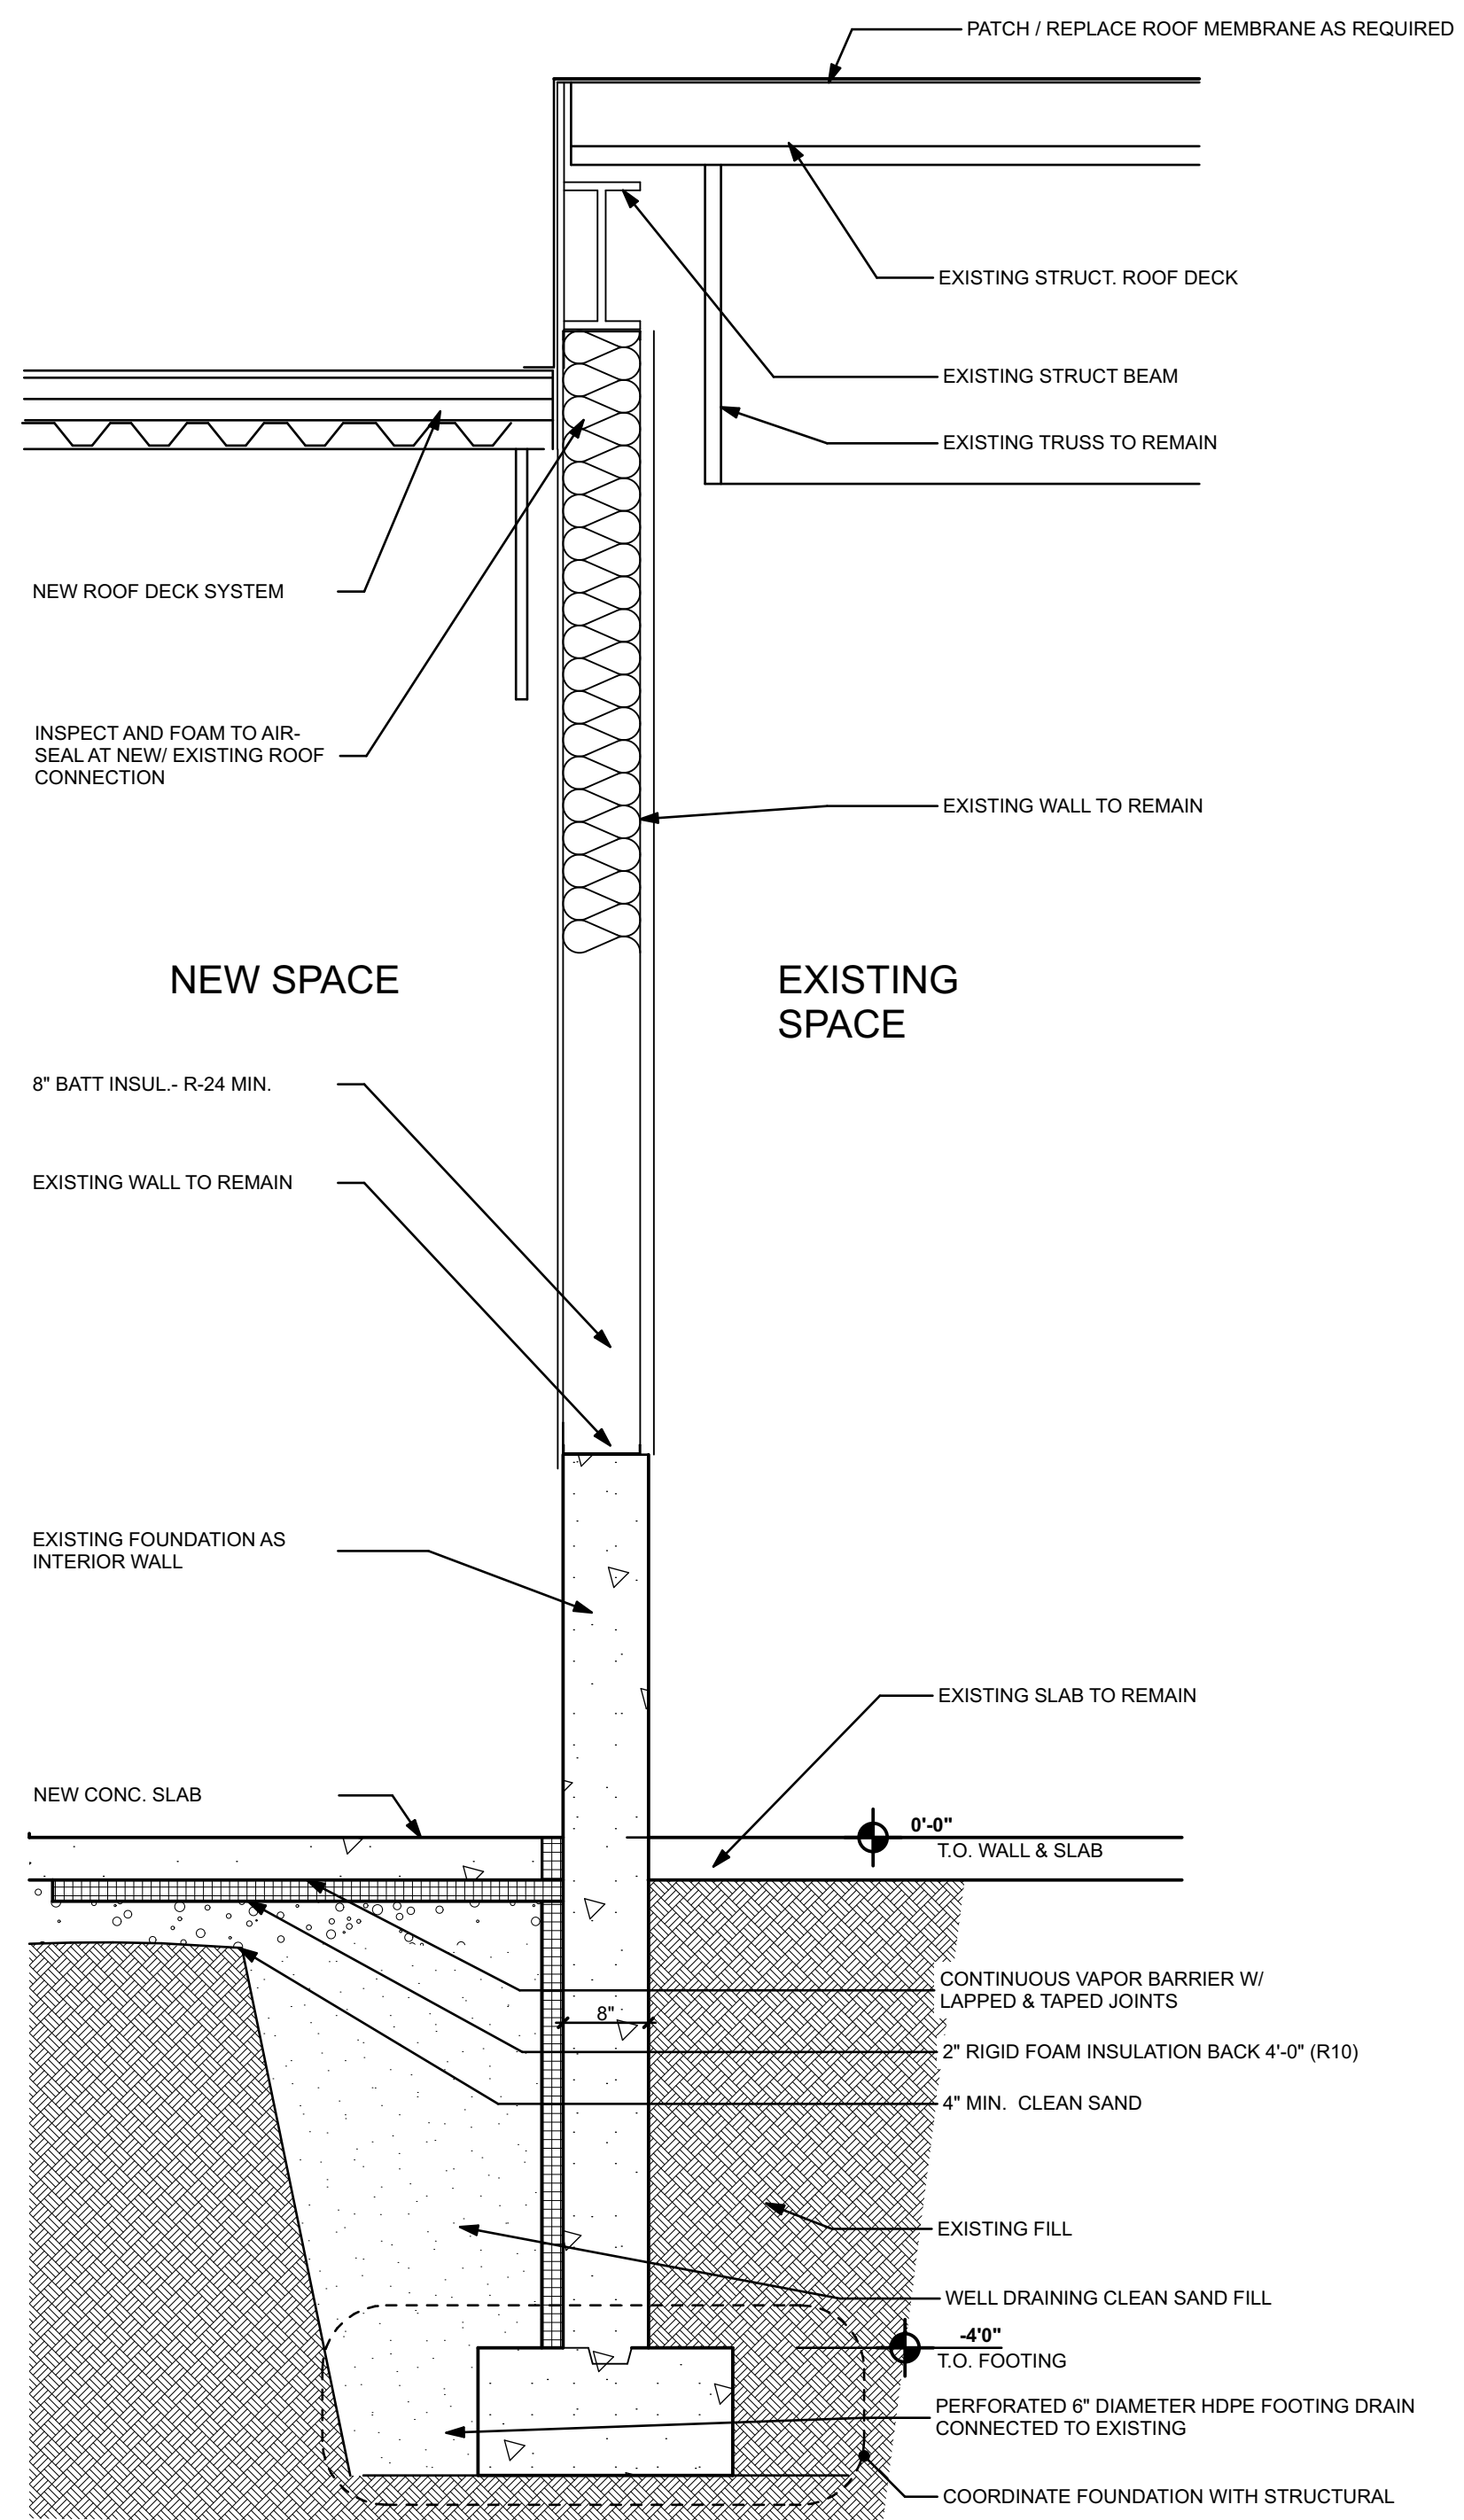 PATCH / REPLACE ROOF MEMBRANE AS REQUIRED
EXISTING STRUCT. ROOF DECK
EXISTING STRUCT BEAM
EXISTING TRUSS TO REMAIN
NEW ROOF DECK SYSTEM
INSPECT AND FOAM TO AIR-
SEAL AT NEW/ EXISTING ROOF
CONNECTION
EXISTING WALL TO REMAIN
NEW SPACE
EXISTING
SPACE
8" BATT INSUL.- R-24 MIN.
EXISTING WALL TO REMAIN
EXISTING FOUNDATION AS
INTERIOR WALL
EXISTING SLAB TO REMAIN
NEW CONC. SLAB
0'-0"
T.O. WALL & SLAB
CONTINUOUS VAPOR BARRIER W/
LAPPED & TAPED JOINTS
8"
2" RIGID FOAM INSULATION BACK 4'-0" (R10)
4" MIN.  CLEAN SAND
EXISTING FILL
WELL DRAINING CLEAN SAND FILL
-4'0"
T.O. FOOTING
PERFORATED 6" DIAMETER HDPE FOOTING DRAIN
CONNECTED TO EXISTING
COORDINATE FOUNDATION WITH STRUCTURAL